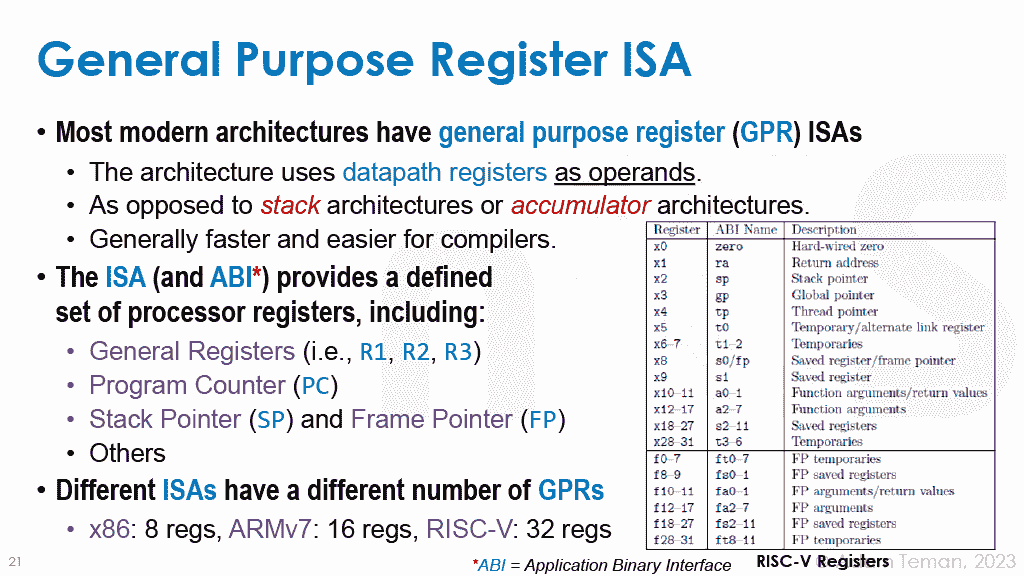 General Purpose Register ISA
• Most modern architectures have general purpose register (GPR) ISAs
• The architecture uses datapath registers as operands.
• As opposed to stack architectures or accumulator architectures.
• Generally faster and easier for compilers.
• The ISA (and ABI*) provides a defined
set of processor registers, including:
• General Registers (i.e., R1, R2, R3)
• Program Counter (PC)
• Stack Pointer (SP) and Frame Pointer (FP)
• Others
• Different ISAs have a different number of GPRs
• x86: 8 regs, ARMv7: 16 regs, RISC-V: 32 regs
Register ABI Name Description
x0 zero Hard-wired zero
x1 ra Return address
x2 sp Stack pointer
x3 gp Global pointer
x4 tp Thread pointer
x5 t0 Temporary/alternate link register
x6–7 t1–2 Temporaries
x8 s0/fp Saved register/frame pointer
x9 s1 Saved register
x10–11 a0–1 Function arguments/return values
x12–17 a2–7 Function arguments
x18–27 s2–11 Saved registers
x28–31 t3–6 Temporaries
f0–7 ft0–7 FP temporaries
f8–9 fs0–1 FP saved registers
f10–11 fa0–1 FP arguments/return values
f12–17 fa2–7 FP arguments
f18–27 fs2–11 FP saved registers
f28–31 ft8–11 FP temporaries
21
*ABI = Application Binary Interface
RISC-V Registers
Teman, 2023